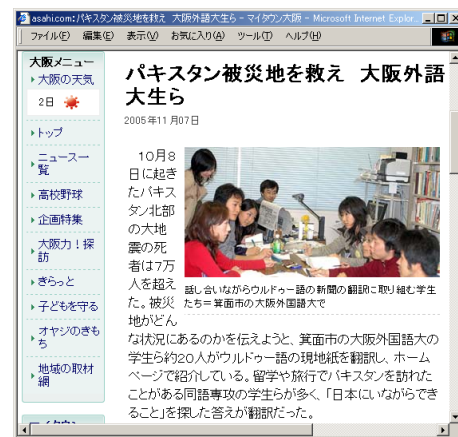 asahi.com：パキスタン被災地を救え 大阪外語大生ら - マイタウン大阪 - Microsoft Internet Explor...
ファイル(F) 編集(E) 表示(V) お気に入り(A) ツール(T) ヘルプ(H)
大阪メニュー
大阪の天気
2日
トップ
ニュース一
覧
高校野球
企画特集
大阪力！探
訪
きらっと
子どもを守る
オヤジのきも
ち
地域の取材
網
パキスタン被災地を救え 大阪外語
大生ら
2005年11月07日
10月8
日に起き
たパキス
タン北部
の大地
震の死
者は7万
人を超え
た。被災
地がどん
話し合いながらウルドゥー語の新聞の翻訳に取り組む学生
たち＝箕面市の大阪外国語大で
な状況にあるのかを伝えようと、箕面市の大阪外国語大の
学生ら約20人がウルドゥー語の現地紙を翻訳し、ホーム
ページで紹介している。留学や旅行でパキスタンを訪れた
ことがある同語専攻の学生らが多く、「日本にいながらでき
ること」を探した答えが翻訳だった。